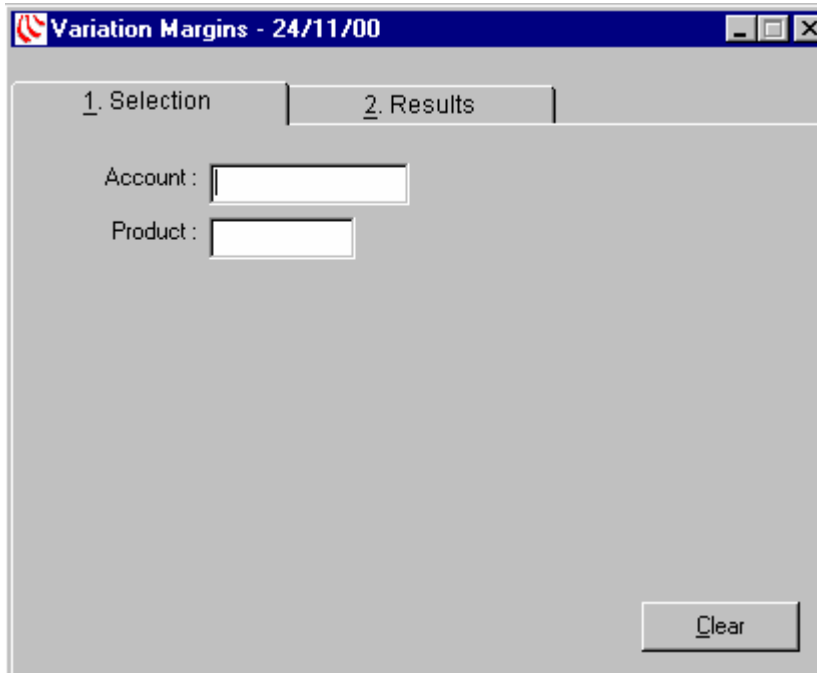 Variation Margins - 24/11/00
1. Selection
2. Results
Account :
Product :
Clear